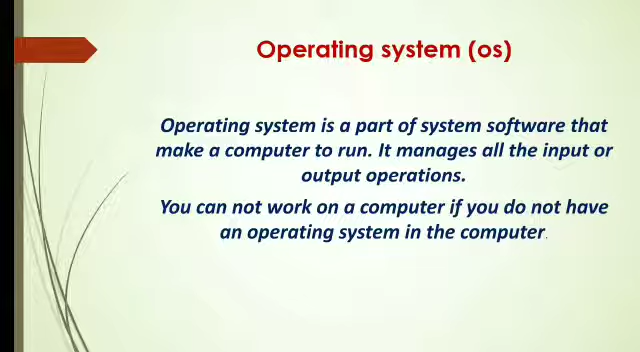 Operating system (os)
Operating system is a part of system software that
make a computer to run. It manages all the input or
output operations.
You can not work on a computer if you do not have
an operating system in the computer.